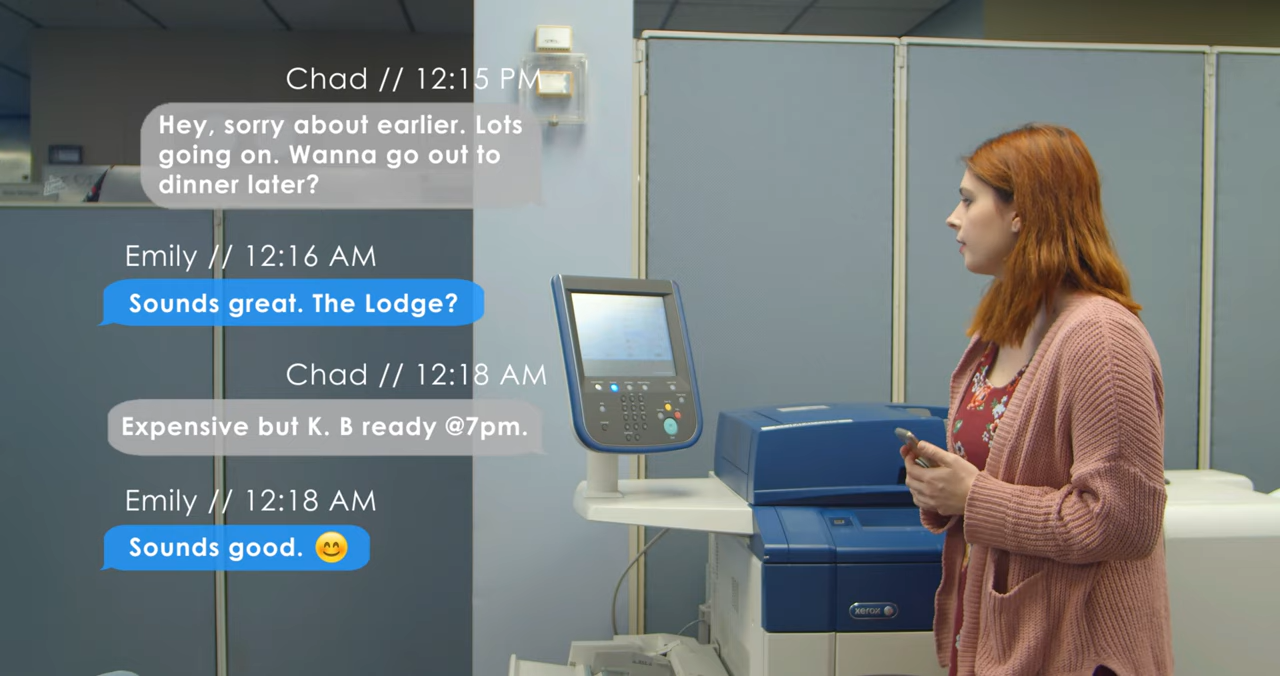 Chad // 12:15 PM
Hey, sorry about earlier. Lots
going on. Wanna go out to
dinner later?
Emily // 12:16 AM
Sounds great. The Lodge?
Chad // 12:18 AM
Expensive but K. B ready @7pm.
Emily // 12:18 AM
Sounds good. 😊
xerox